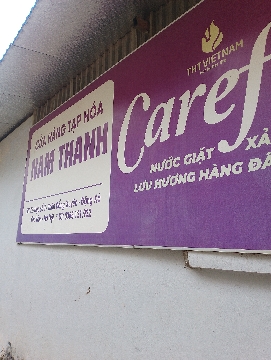 CỬA HÀNG TẠP HÓA
NAM THANH
THT VIETNAM
Caref
XẢ
NƯỚC GIẶT
LƯU HƯƠNG HÀNG ĐẦ